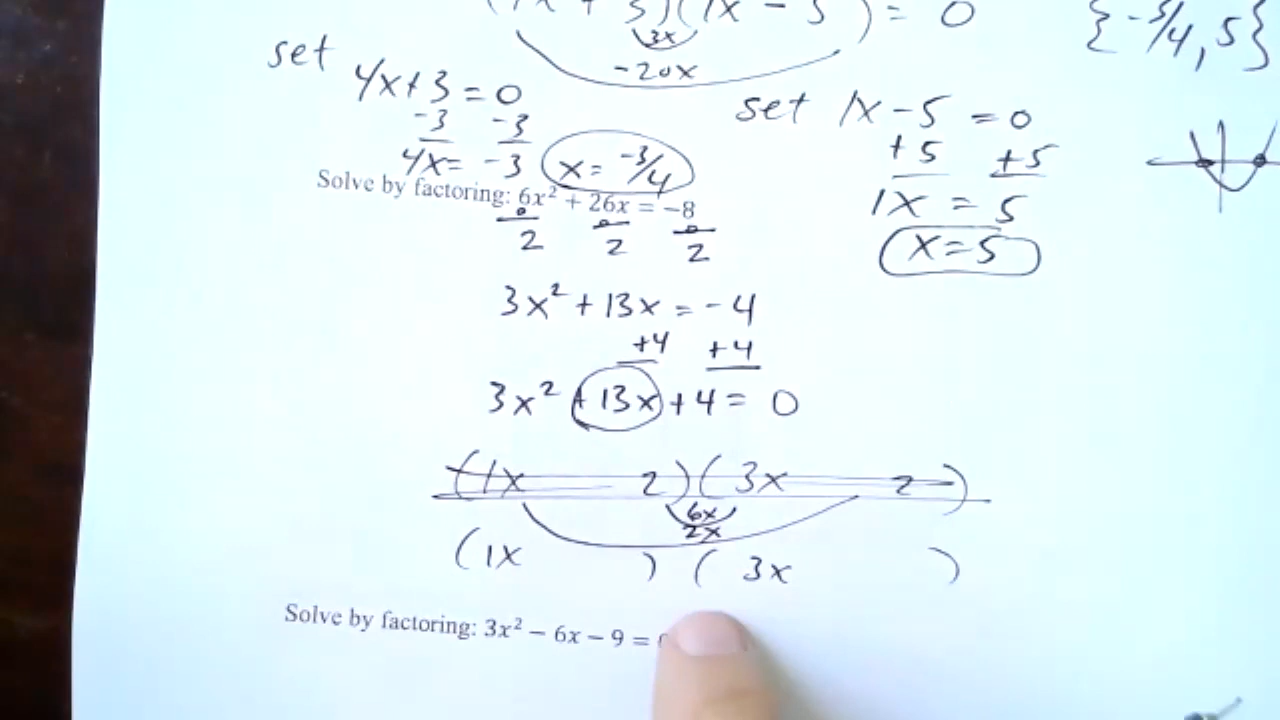 (4x + 3)(1x - 5) = 0
{-3/4, 5}
3x
-20x
set 4x+3=0
-3 -3
4x= -3
x= -3/4
set 1x-5 =0
+5 +5
1x = 5
x=5
Solve by factoring: 6x² + 26x = −8
2 2 2
3x²+13x = -4
+4 +4
3x² +13x +4 = 0
(1x 2)(3x 2)
6x
2x
(1x ) ( 3x )
Solve by factoring: 3x² − 6x − 9 =